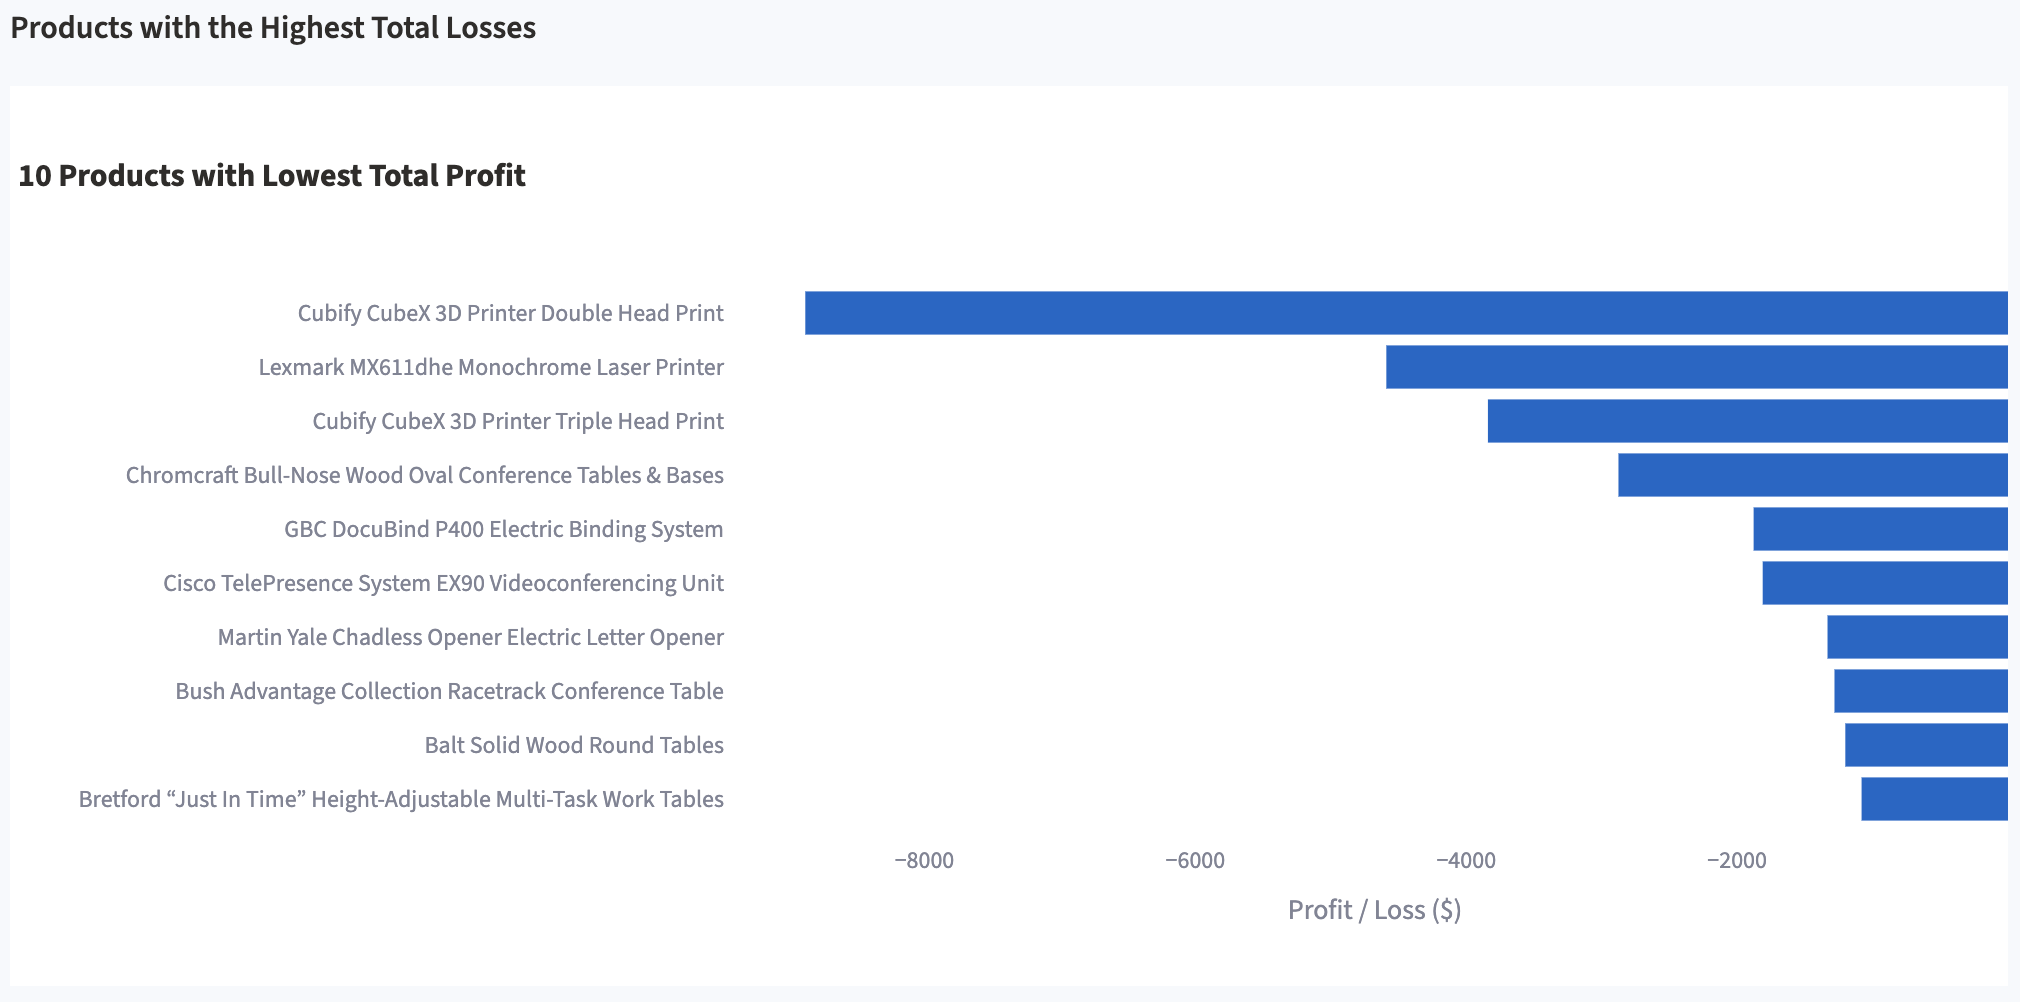 Products with the Highest Total Losses
10 Products with Lowest Total Profit
Cubify CubeX 3D Printer Double Head Print
Lexmark MX611dhe Monochrome Laser Printer
Cubify CubeX 3D Printer Triple Head Print
Chromcraft Bull-Nose Wood Oval Conference Tables & Bases
GBC DocuBind P400 Electric Binding System
Cisco TelePresence System EX90 Videoconferencing Unit
Martin Yale Chadless Opener Electric Letter Opener
Bush Advantage Collection Racetrack Conference Table
Balt Solid Wood Round Tables
Bretford “Just In Time” Height-Adjustable Multi-Task Work Tables
−8000 −6000 −4000 −2000
Profit / Loss ($)